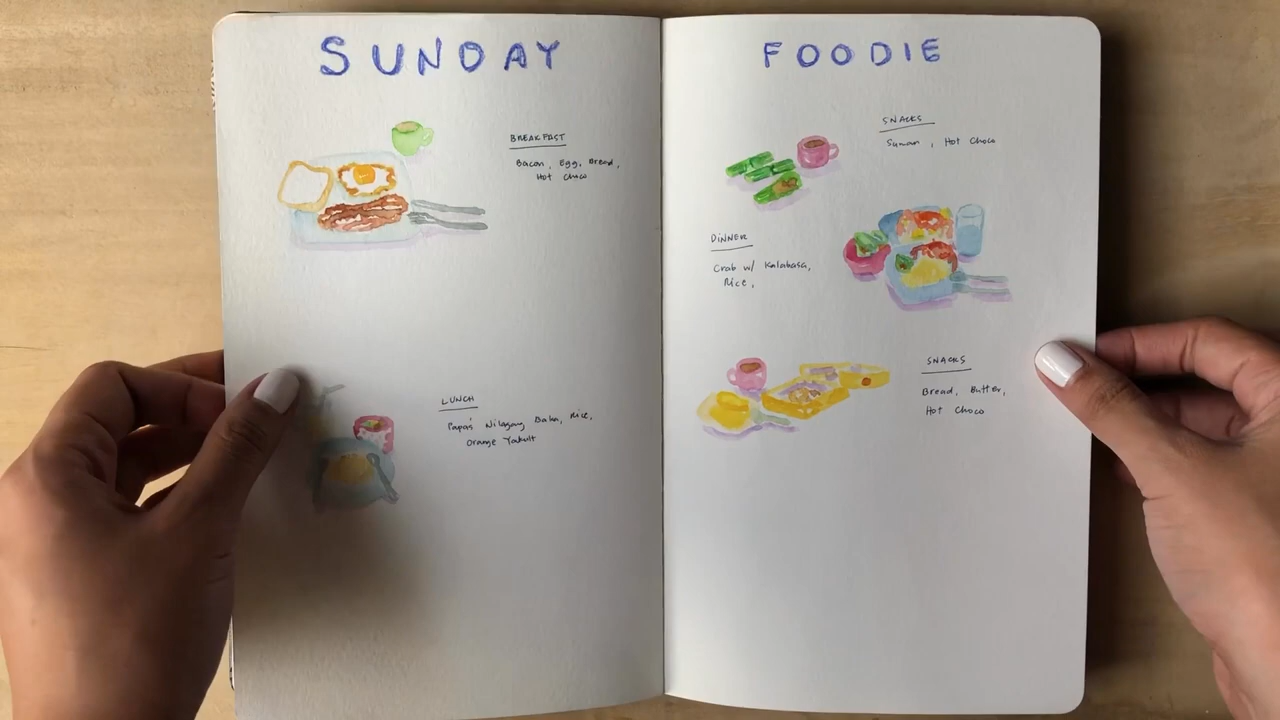 SUNDAY
BREAKFAST
Bacon, Egg, Bread,
Hot Choco
LUNCH
Papa's Nilagang Baka, Rice,
Orange Yakult
FOODIE
SNACKS
Suman, Hot Choco
DINNER
Crab w/ Kalabasa,
Rice,
SNACKS
Bread, Butter,
Hot Choco